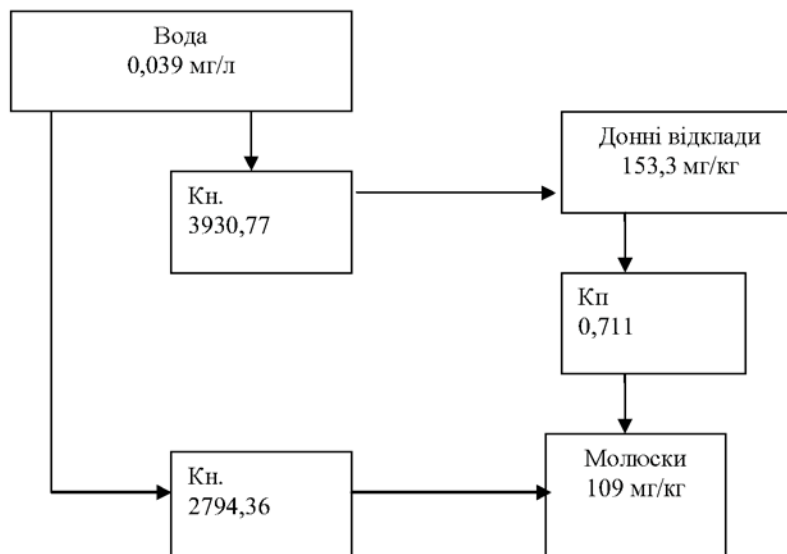 Вода
0,039 мг/л
Донні відклади
153,3 мг/кг
Кн.
3930,77
Кп
0,711
Молюски
109 мг/кг
Кн.
2794,36